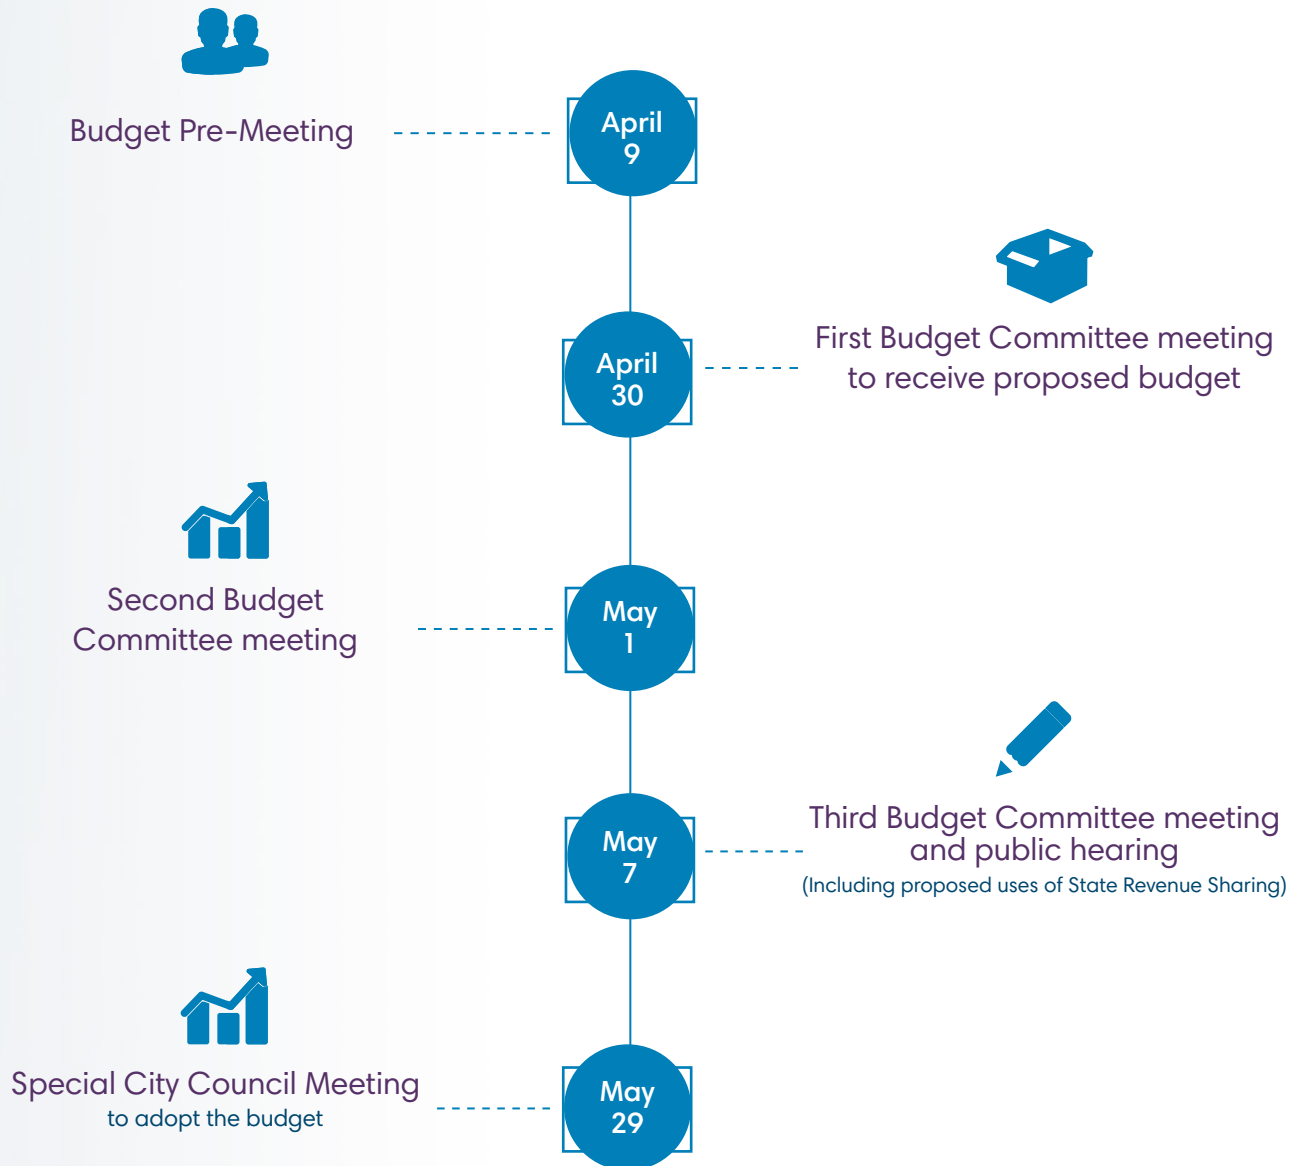 Budget Pre-Meeting
April
9
April
30
First Budget Committee meeting
to receive proposed budget
Second Budget
Committee meeting
May
1
May
7
Third Budget Committee meeting
and public hearing
(Including proposed uses of State Revenue Sharing)
Special City Council Meeting
to adopt the budget
May
29